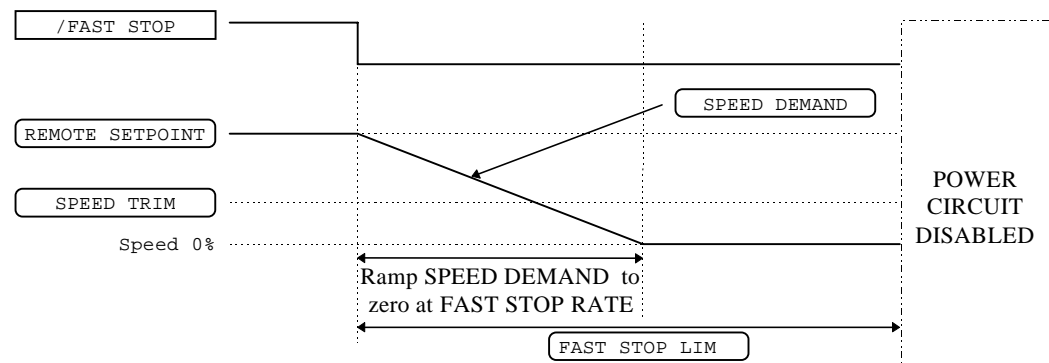 /FAST STOP
SPEED DEMAND
REMOTE SETPOINT
SPEED TRIM
POWER
CIRCUIT
DISABLED
Speed 0%
Ramp SPEED DEMAND to
zero at FAST STOP RATE
FAST STOP LIM